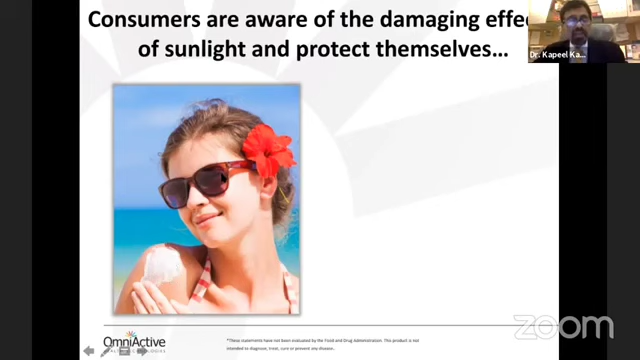 Consumers are aware of the damaging effe
of sunlight and protect themselves...
Dr. Kapeel Ka...
OmniActive
*These statements have not been evaluated by the Food and Drug Administration. This product is not
intended to diagnose, treat, cure or prevent any disease.
zoom